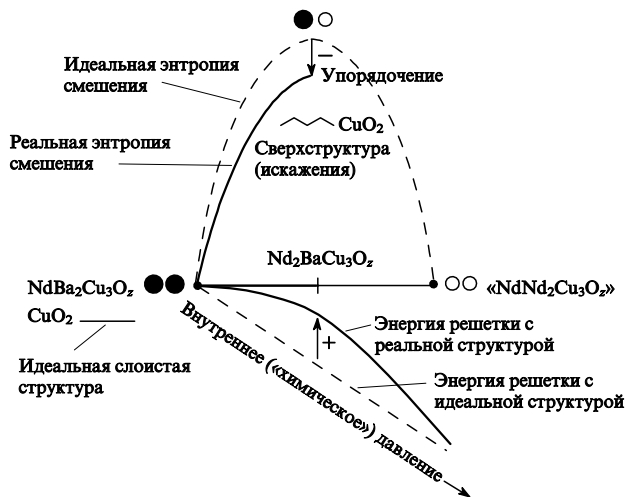 Идеальная энтропия
смешения
–
Упорядочение
Реальная энтропия
смешения
CuO₂
Сверхструктура
(искажения)
Nd₂BaCu₃Oz
NdBa₂Cu₃Oz
«NdNd₂Cu₃Oz»
CuO₂
Идеальная слоистая
структура
Внутреннее («химическое») давление
+
Энергия решетки с
реальной структурой
Энергия решетки с
идеальной структурой